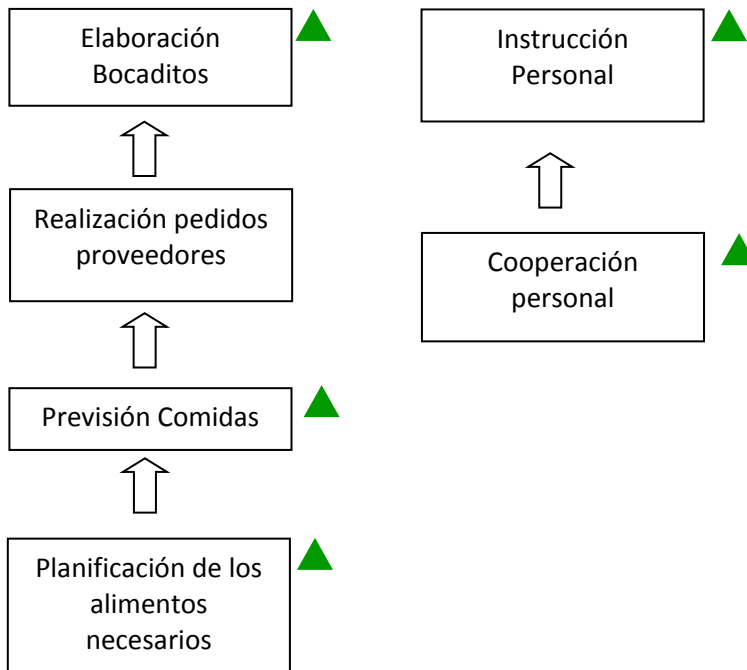 Elaboración
Bocaditos
Realización pedidos
proveedores
Previsión Comidas
Planificación de los
alimentos
necesarios
Instrucción
Personal
Cooperación
personal